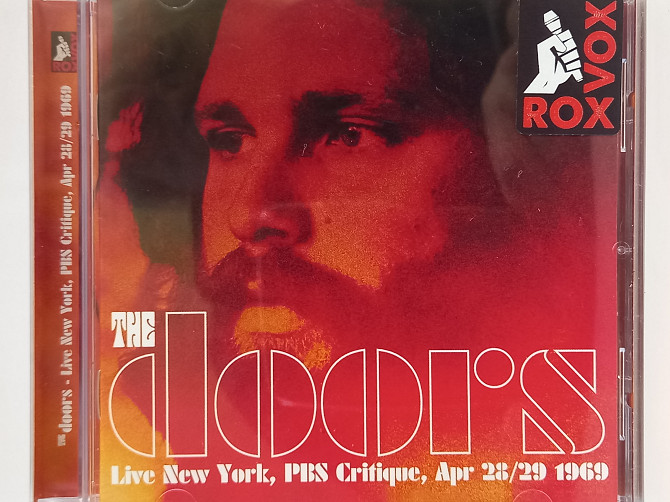 ROX VOX
THE doors - Live New York, PBS Critique, Apr 28/29 1969
ROX
VOX
THE
doors
Live New York, PBS Critique, Apr 28/29 1969